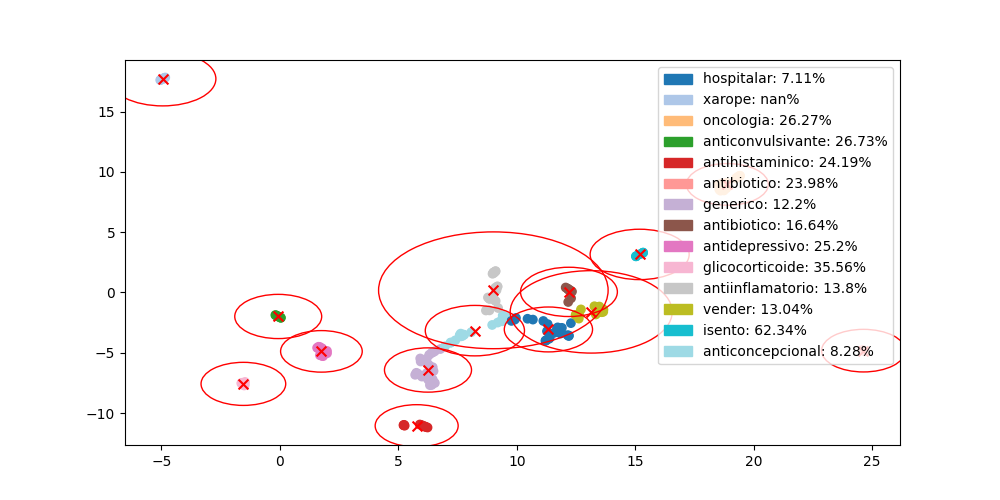 hospitalar: 7.11%
xarope: nan%
oncologia: 26.27%
anticonvulsivante: 26.73%
antihistaminico: 24.19%
antibiotico: 23.98%
generico: 12.2%
antibiotico: 16.64%
antidepressivo: 25.2%
glicocorticoide: 35.56%
antiinflamatorio: 13.8%
vender: 13.04%
isento: 62.34%
anticoncepcional: 8.28%
15
10
5
0
−5
−10
−5 0 5 10 15 20 25